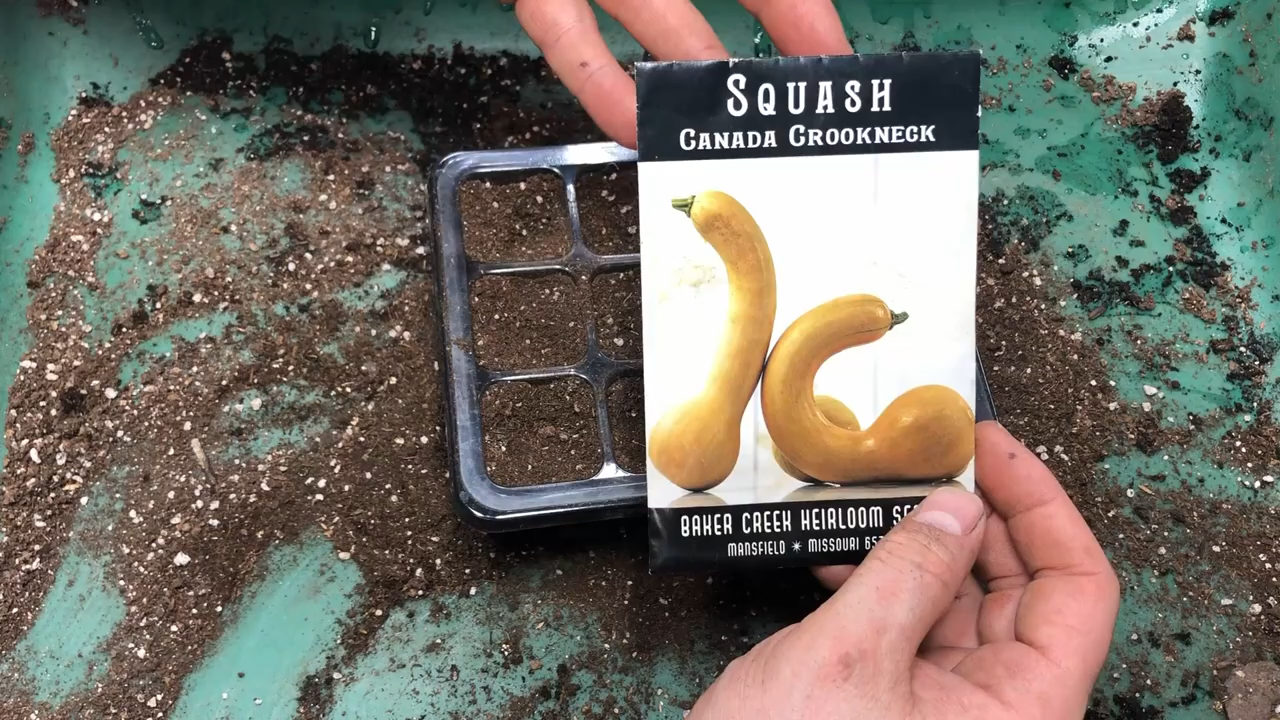 SQUASH
CANADA CROOKNECK
BAKER CREEK HEIRLOOM
MANSFIELD ✴ MISSOURI